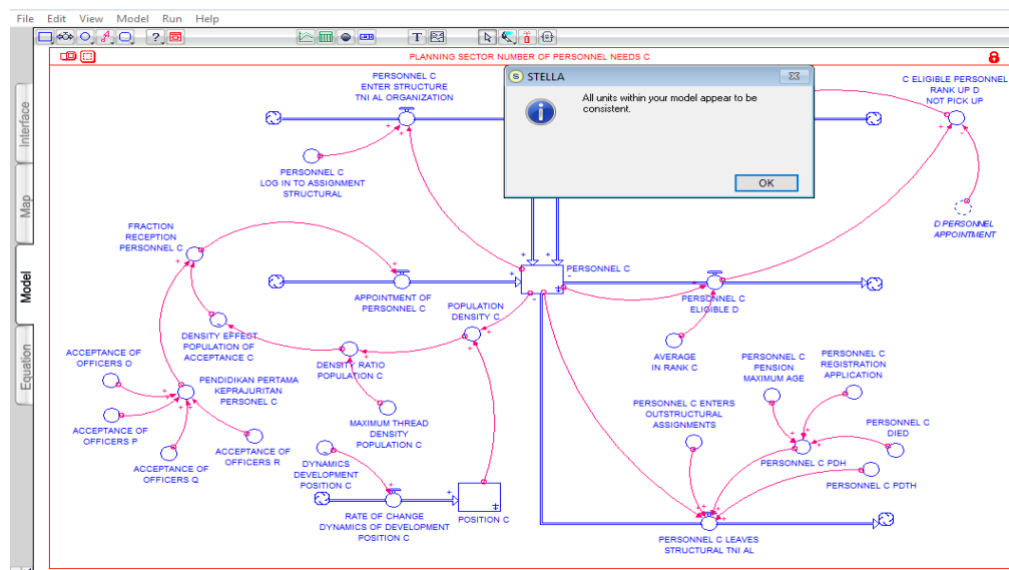 File Edit View Model Run Help
PLANNING SECTOR NUMBER OF PERSONNEL NEEDS C
Interface
Map
Model
Equation
STELLA
All units within your model appear to be
consistent.
OK
PERSONNEL C
ENTER STRUCTURE
TNI AL ORGANIZATION
C ELIGIBLE PERSONNEL
RANK UP D
NOT PICK UP
PERSONNEL C
LOG IN TO ASSIGNMENT
STRUCTURAL
D PERSONNEL
APPOINTMENT
FRACTION
RECEPTION
PERSONNEL C
PERSONNEL C
APPOINTMENT OF
PERSONNEL C
POPULATION
DENSITY C
PERSONNEL C
ELIGIBLE D
DENSITY EFFECT
POPULATION OF
ACCEPTANCE C
DENSITY RATIO
POPULATION C
AVERAGE
IN RANK C
PERSONNEL C
PENSION
MAXIMUM AGE
PERSONNEL C
REGISTRATION
APPLICATION
ACCEPTANCE OF
OFFICERS O
PENDIDIKAN PERTAMA
KEPRAJURITAN
PERSONEL C
MAXIMUM THREAD
DENSITY
POPULATION C
PERSONNEL C ENTERS
OUTSTRUCTURAL
ASSIGNMENTS
PERSONNEL C
DIED
ACCEPTANCE OF
OFFICERS P
ACCEPTANCE OF
OFFICERS Q
ACCEPTANCE OF
OFFICERS R
DYNAMICS
DEVELOPMENT
POSITION C
PERSONNEL C PDH
PERSONNEL C PDTH
RATE OF CHANGE
DYNAMICS OF DEVELOPMENT
POSITION C
POSITION C
PERSONNEL C LEAVES
STRUCTURAL TNI AL